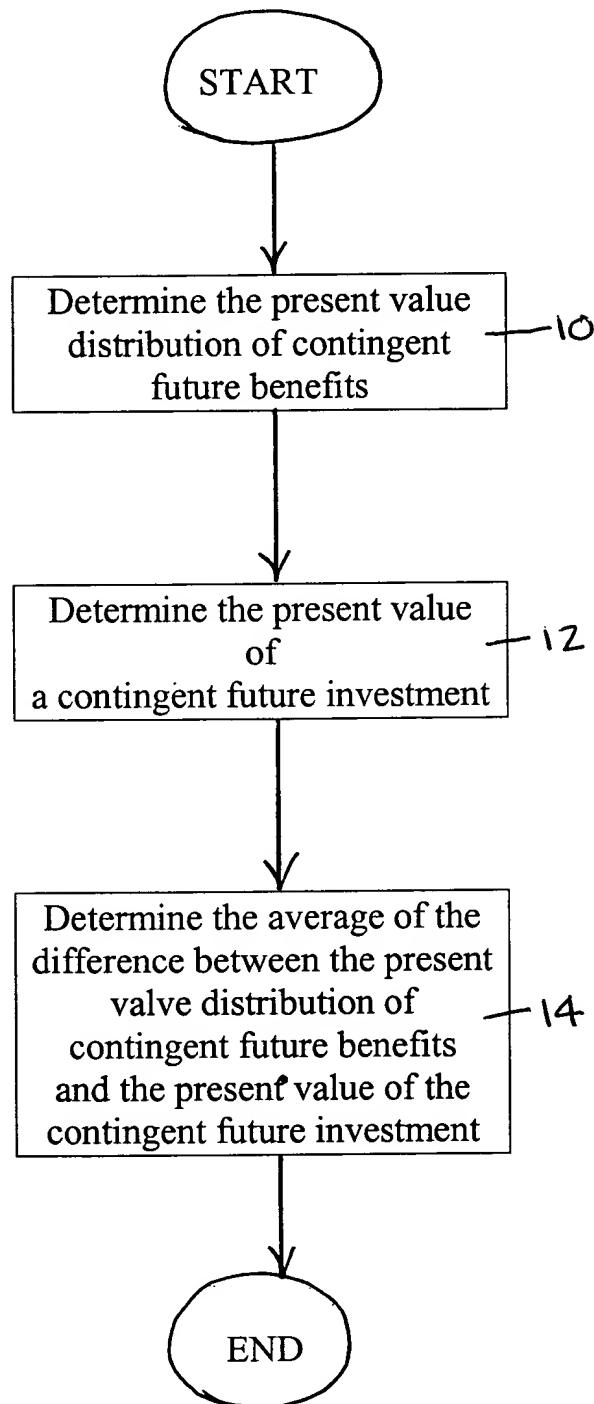 START
Determine the present value
distribution of contingent
future benefits
10
Determine the present value
of
a contingent future investment
12
Determine the average of the
difference between the present
valve distribution of
contingent future benefits
and the present value of the
contingent future investment
14
END